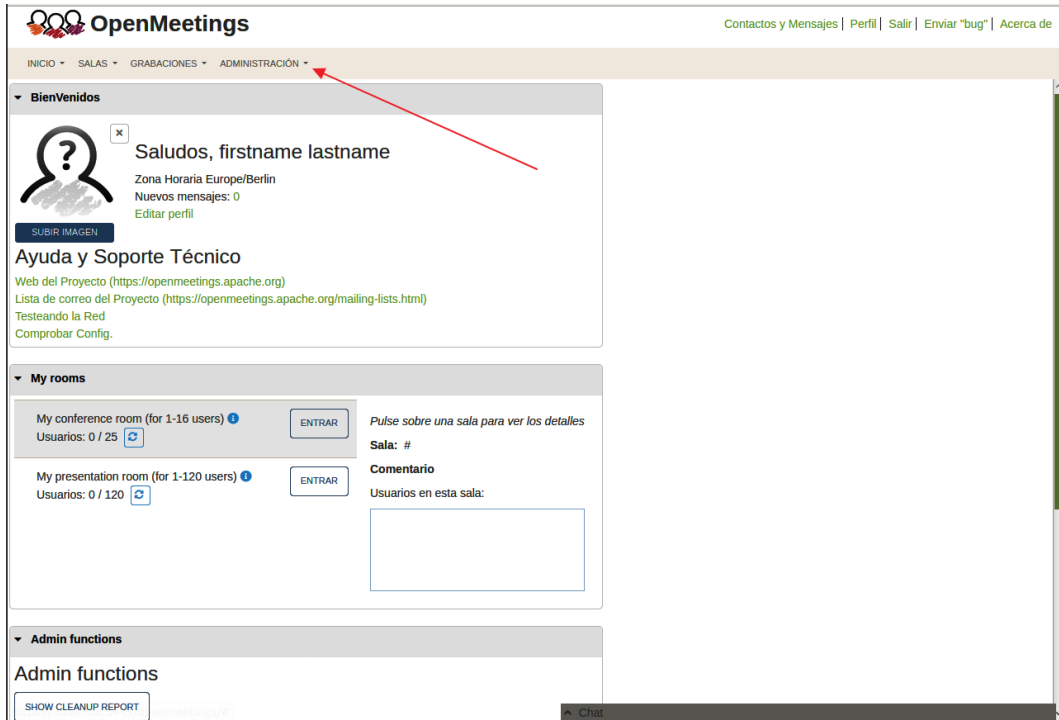 OpenMeetings
Contactos y Mensajes | Perfil | Salir | Enviar "bug" | Acerca de
INICIO SALAS GRABACIONES ADMINISTRACIÓN
BienVenidos
Saludos, firstname lastname
Zona Horaria Europe/Berlin
Nuevos mensajes: 0
Editar perfil
SUBIR IMAGEN
Ayuda y Soporte Técnico
Web del Proyecto (https://openmeetings.apache.org)
Lista de correo del Proyecto (https://openmeetings.apache.org/mailing-lists.html)
Testeando la Red
Comprobar Config.
My rooms
My conference room (for 1-16 users)
Usuarios: 0 / 25
ENTRAR
My presentation room (for 1-120 users)
Usuarios: 0 / 120
ENTRAR
Pulse sobre una sala para ver los detalles
Sala: #
Comentario
Usuarios en esta sala:
Admin functions
Admin functions
SHOW CLEANUP REPORT
Chat